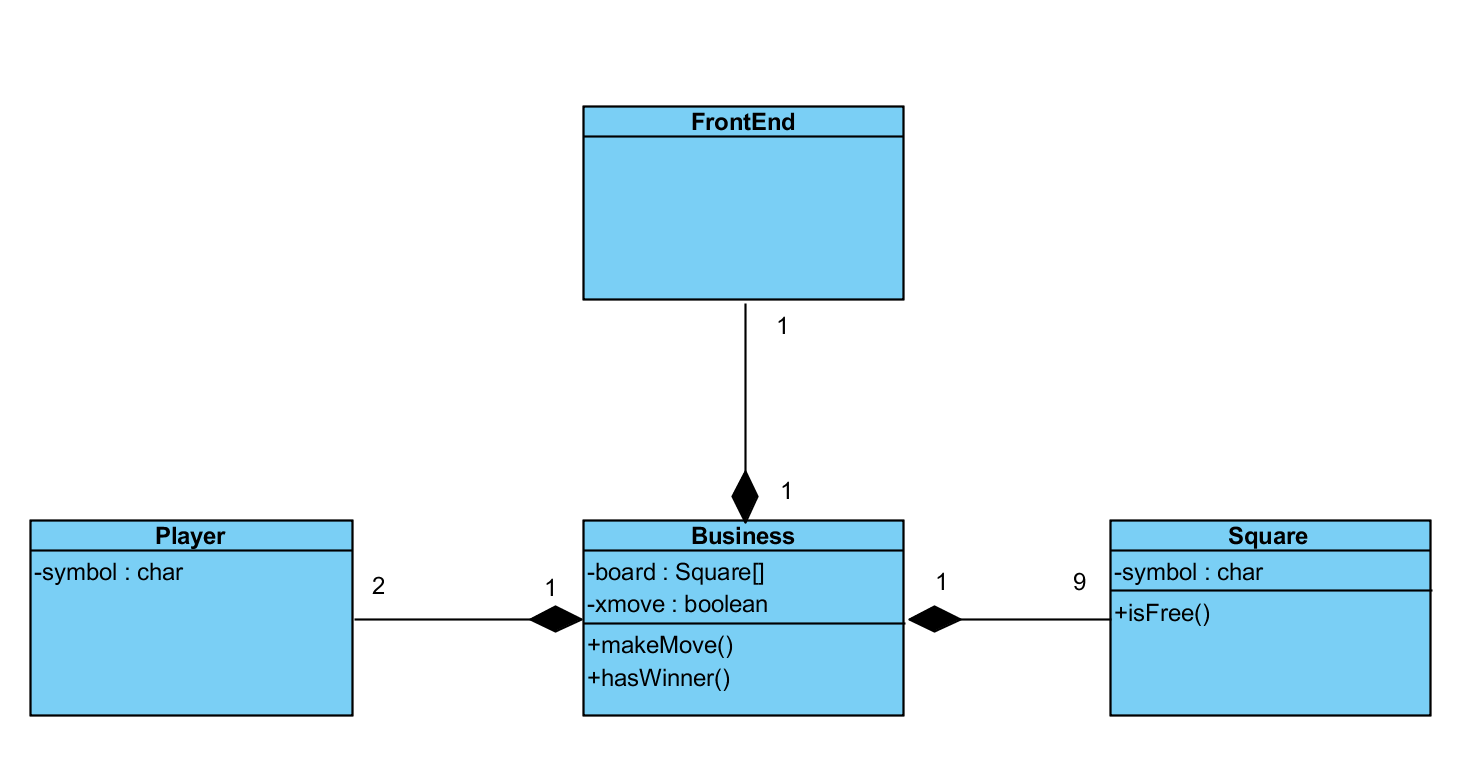 FrontEnd
1
1
Player
-symbol : char
2
1
Business
-board : Square[]
-xmove : boolean
+makeMove()
+hasWinner()
1
9
Square
-symbol : char
+isFree()